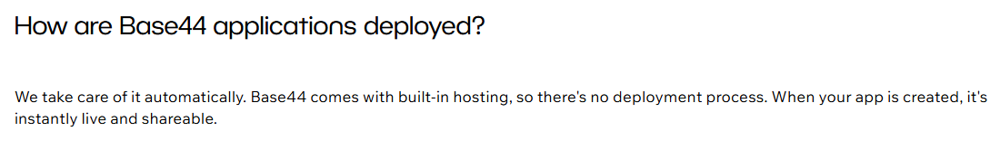 How are Base44 applications deployed?
We take care of it automatically. Base44 comes with built-in hosting, so there's no deployment process. When your app is created, it's
instantly live and shareable.